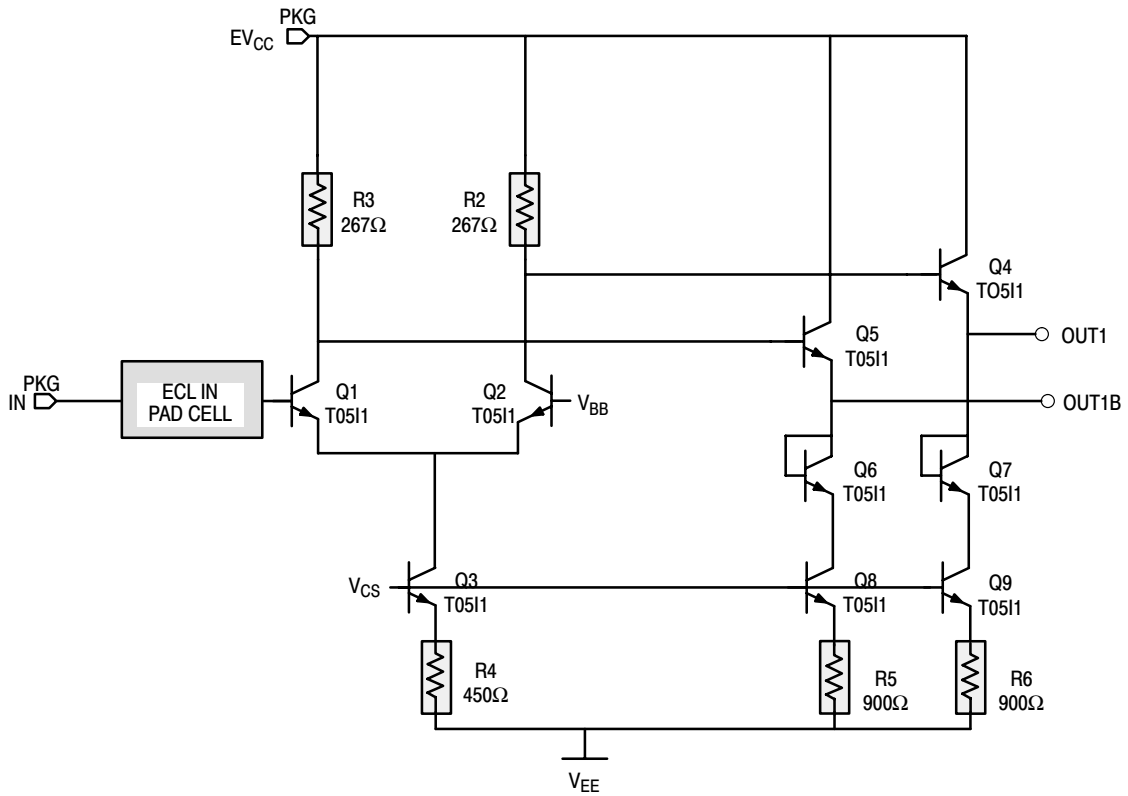 PKG
EVCC
R3
267Ω
R2
267Ω
Q4
TO5I1
OUT1
Q5
T05I1
PKG
IN
ECL IN
PAD CELL
Q1
T05I1
Q2
T05I1
VBB
OUT1B
Q6
T05I1
Q7
T05I1
VCS
Q3
T05I1
Q8
T05I1
Q9
T05I1
R4
450Ω
R5
900Ω
R6
900Ω
VEE